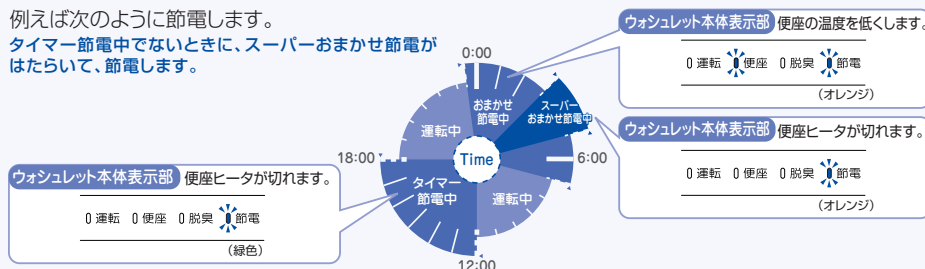 例えば次のように節電します。
タイマー節電中でないときに、スーパーおまかせ節電が
はたらいて、節電します。
ウォシュレット本体表示部 便座の温度を低くします。
運転 便座 脱臭 節電
(オレンジ)
ウォシュレット本体表示部 便座ヒータが切れます。
運転 便座 脱臭 節電
(オレンジ)
ウォシュレット本体表示部 便座ヒータが切れます。
運転 便座 脱臭 節電
(緑色)
0:00
おまかせ
節電中
スーパー
おまかせ節電中
6:00
運転中
12:00
タイマー
節電中
18:00
運転中
Time